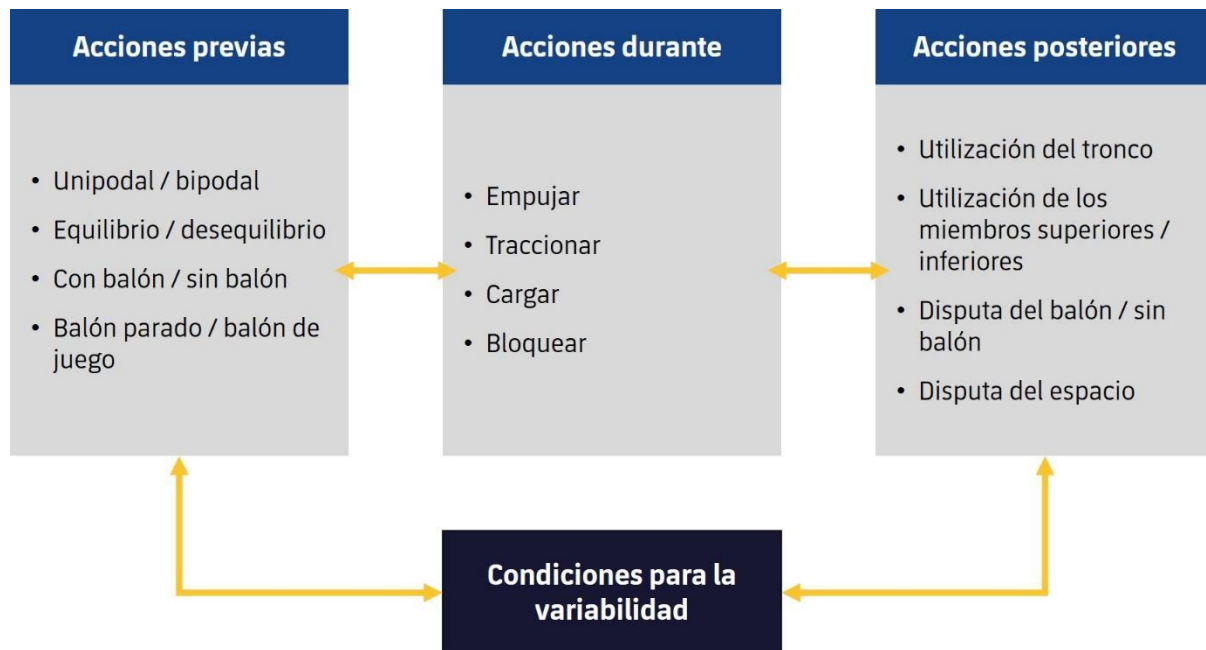 Acciones previas
• Unipodal / bipodal
• Equilibrio / desequilibrio
• Con balón / sin balón
• Balón parado / balón de
juego
Acciones durante
• Empujar
• Traccionar
• Cargar
• Bloquear
Acciones posteriores
• Utilización del tronco
• Utilización de los
miembros superiores /
inferiores
• Disputa del balón / sin
balón
• Disputa del espacio
Condiciones para la
variabilidad